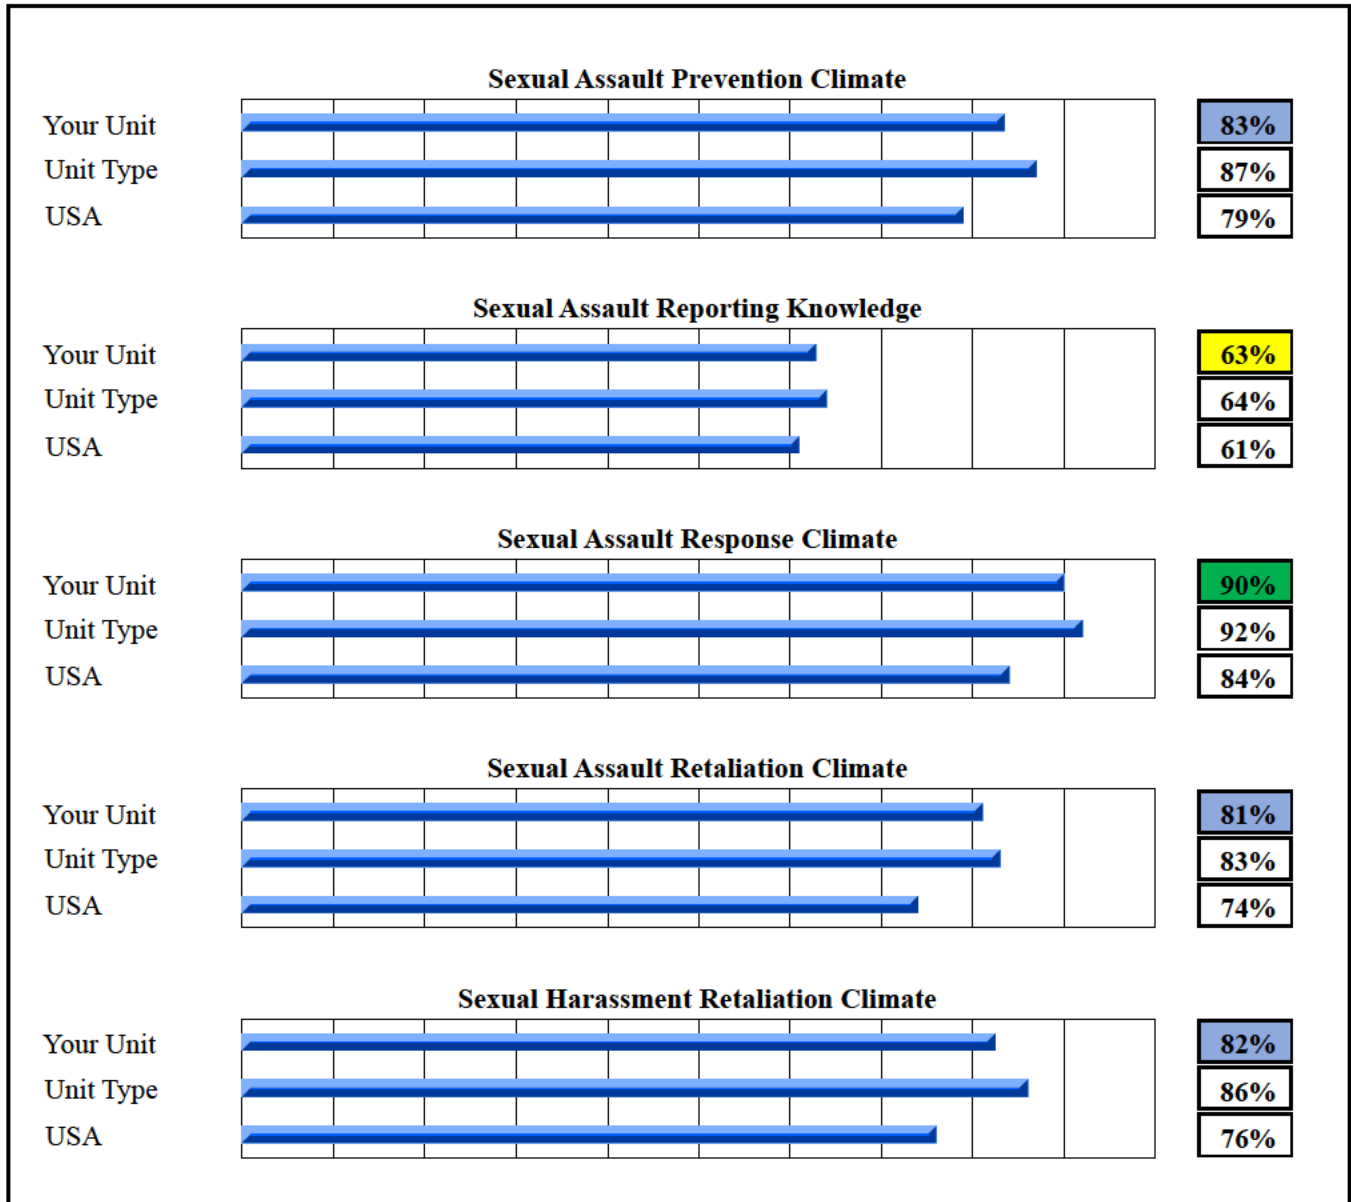 Sexual Assault Prevention Climate
Your Unit 83%
Unit Type 87%
USA 79%
Sexual Assault Reporting Knowledge
Your Unit 63%
Unit Type 64%
USA 61%
Sexual Assault Response Climate
Your Unit 90%
Unit Type 92%
USA 84%
Sexual Assault Retaliation Climate
Your Unit 81%
Unit Type 83%
USA 74%
Sexual Harassment Retaliation Climate
Your Unit 82%
Unit Type 86%
USA 76%